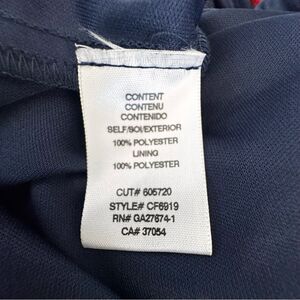 CONTENT
CONTENU
CONTENIDO
SELF/SOI/EXTERIOR
100% POLYESTER
LINING
100% POLYESTER
CUT# 605720
STYLE# CF6919
RN# GA27674-1
CA# 37054